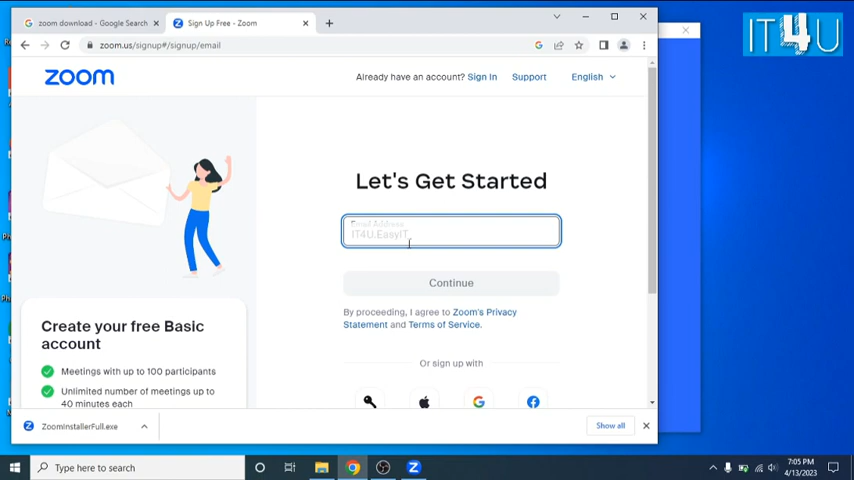 zoom download - Google Search
Sign Up Free - Zoom
zoom.us/signup#/signup/email
IT4U
zoom
Already have an account? Sign In
Support
English
Let's Get Started
Email Address
IT4U.EasyIT
Continue
By proceeding, I agree to Zoom's Privacy
Statement and Terms of Service.
Or sign up with
Create your free Basic
account
Meetings with up to 100 participants
Unlimited number of meetings up to
40 minutes each
ZoomInstallerFull.exe
Show all
Type here to search
7:05 PM
4/13/2023